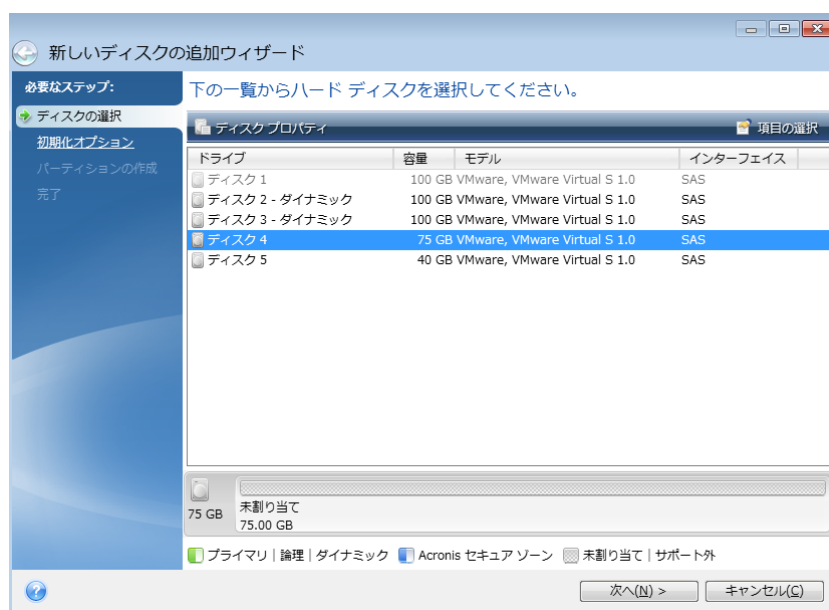 新しいディスクの追加ウィザード
必要なステップ:
ディスクの選択
初期化オプション
パーティションの作成
完了
下の一覧からハード ディスクを選択してください。
ディスク プロパティ 項目の選択
ドライブ 容量 モデル インターフェイス
ディスク 1 100 GB VMware, VMware Virtual S 1.0 SAS
ディスク 2 - ダイナミック 100 GB VMware, VMware Virtual S 1.0 SAS
ディスク 3 - ダイナミック 100 GB VMware, VMware Virtual S 1.0 SAS
ディスク 4 75 GB VMware, VMware Virtual S 1.0 SAS
ディスク 5 40 GB VMware, VMware Virtual S 1.0 SAS
75 GB
未割り当て
75.00 GB
プライマリ | 論理 | ダイナミック Acronis セキュア ゾーン 未割り当て | サポート外
次へ(N) > キャンセル(C)